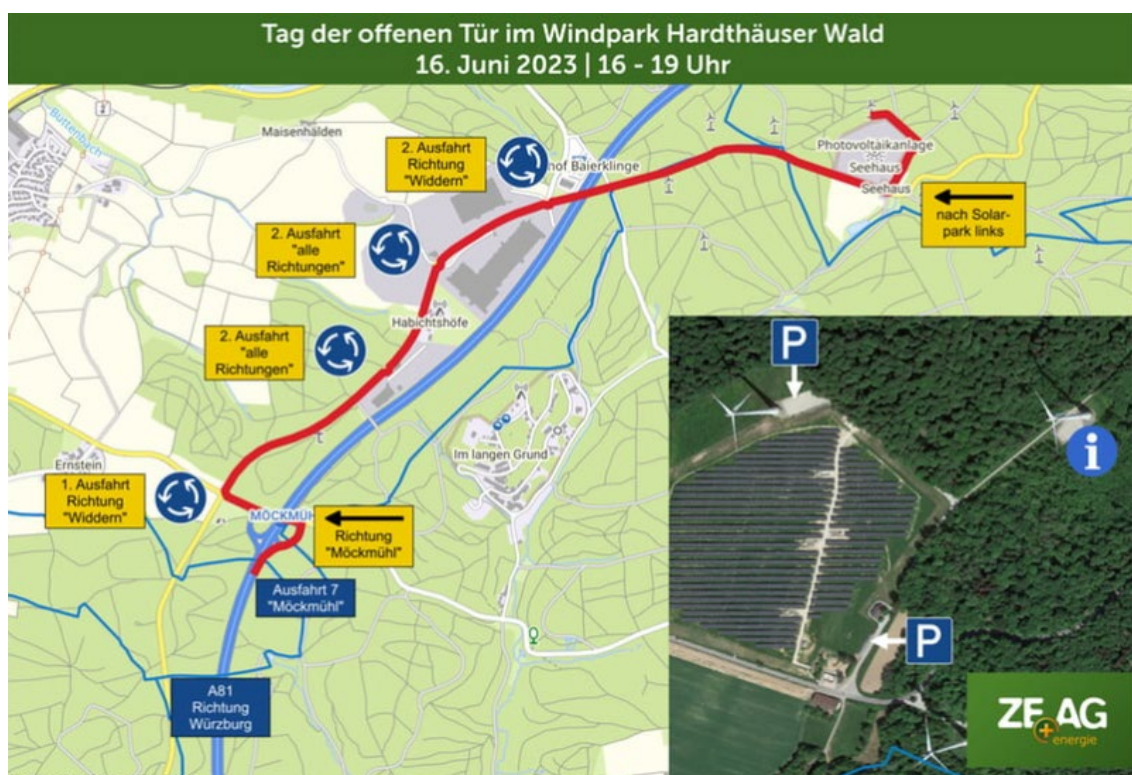 Tag der offenen Tür im Windpark Hardthäuser Wald
16. Juni 2023 | 16 - 19 Uhr
Buttenbach
Maisenhälden
2. Ausfahrt
Richtung
"Widdern"
hof Baierklinge
Photovoltaikanlage
Seehaus
Seehaus
nach Solar-
park links
2. Ausfahrt
"alle
Richtungen"
Habichtshöfe
2. Ausfahrt
"alle
Richtungen"
Im langen Grund
Ernstein
1. Ausfahrt
Richtung
"Widdern"
MÖCKMÜH
Richtung
"Möckmühl"
Ausfahrt 7
"Möckmühl"
A81
Richtung
Würzburg
P
i
P
ZEAG
energie